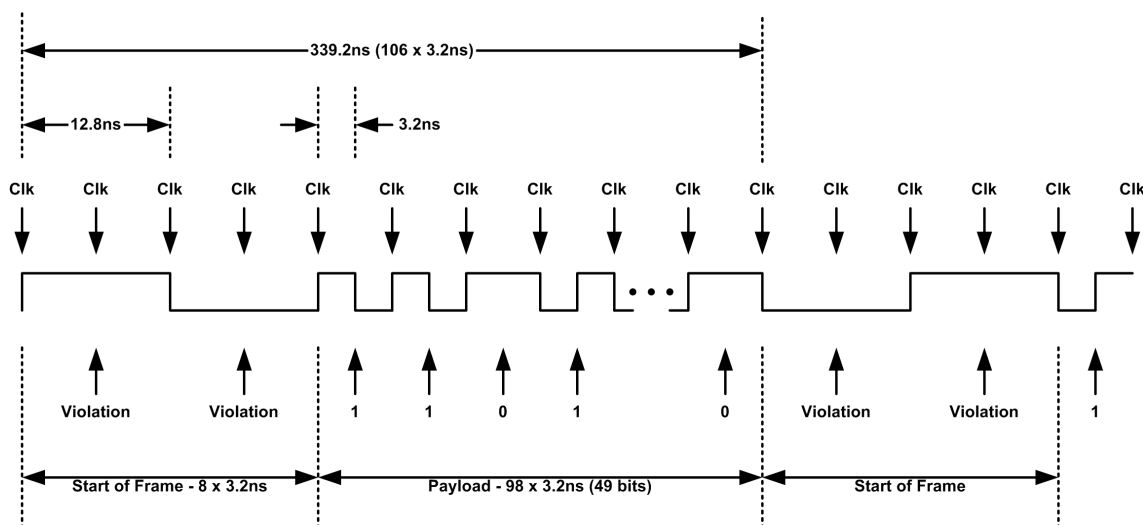 339.2ns (106 x 3.2ns)
12.8ns 3.2ns
Clk Clk Clk Clk Clk Clk Clk Clk Clk Clk Clk Clk Clk Clk Clk Clk
Violation Violation 1 1 0 1 0 Violation Violation 1
Start of Frame - 8 x 3.2ns Payload - 98 x 3.2ns (49 bits) Start of Frame